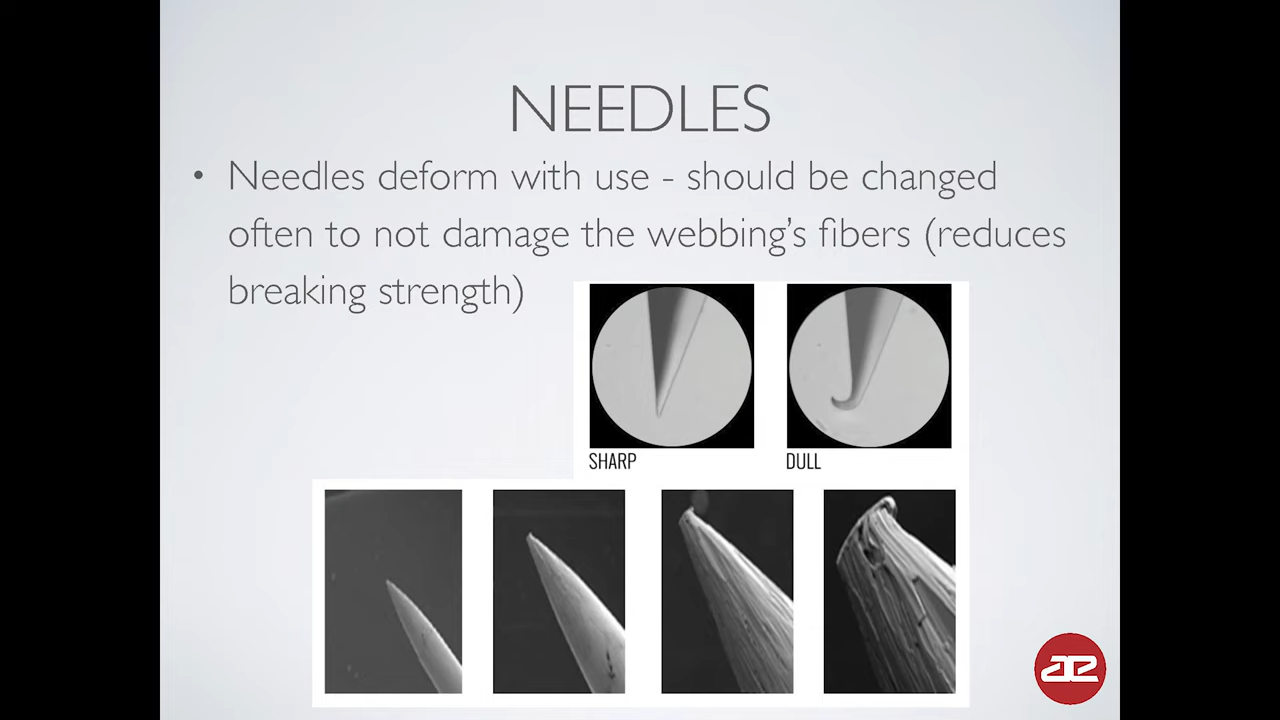 NEEDLES
• Needles deform with use - should be changed
often to not damage the webbing's fibers (reduces
breaking strength)
SHARP
DULL